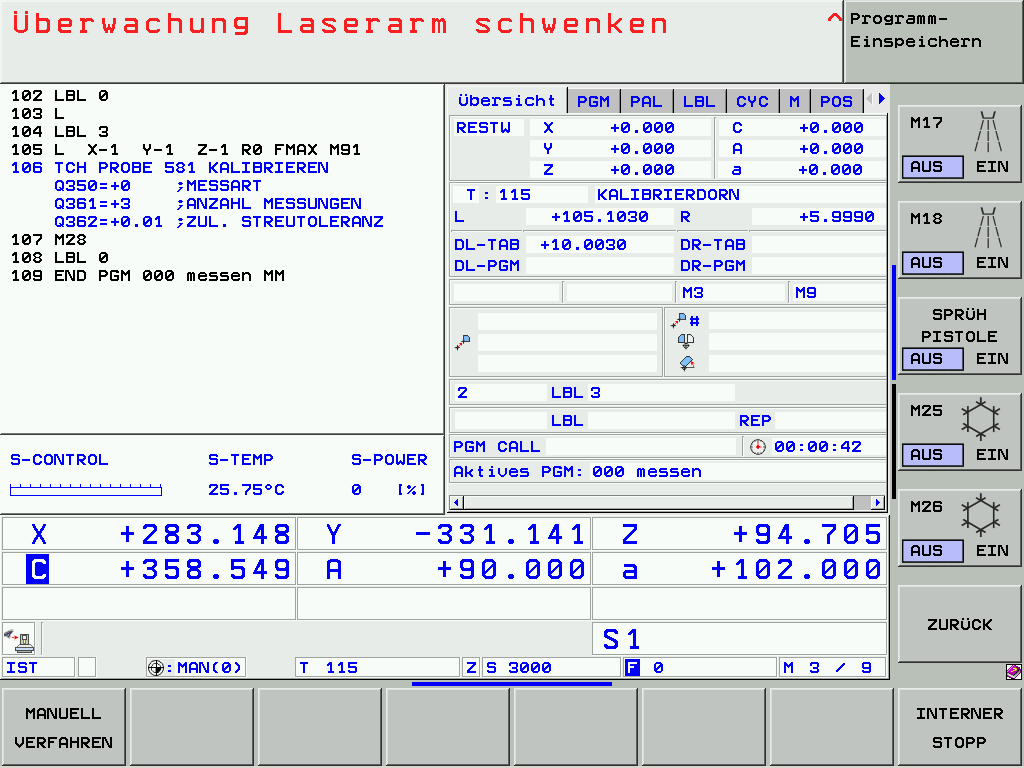 Überwachung Laserarm schwenken
^
Programm-
Einspeichern
102 LBL 0
103 L
104 LBL 3
105 L X-1 Y-1 Z-1 R0 FMAX M91
106 TCH PROBE 581 KALIBRIEREN
Q350=+0 ;MESSART
Q361=+3 ;ANZAHL MESSUNGEN
Q362=+0.01 ;ZUL. STREUTOLERANZ
107 M28
108 LBL 0
109 END PGM 000 messen MM
S-CONTROL S-TEMP S-POWER
25.75°C 0 [%]
Übersicht PGM PAL LBL CYC M POS
RESTW X +0.000 C +0.000
Y +0.000 A +0.000
Z +0.000 a +0.000
T : 115 KALIBRIERDORN
L +105.1030 R +5.9990
DL-TAB +10.0030 DR-TAB
DL-PGM DR-PGM
M3 M9
#
2 LBL 3
LBL REP
PGM CALL 00:00:42
Aktives PGM: 000 messen
X +283.148 Y -331.141 Z +94.705
C +358.549 A +90.000 a +102.000
S1
IST :MAN(0) T 115 Z S 3000 F 0 M 3 / 9
M17
AUS EIN
M18
AUS EIN
SPRÜH
PISTOLE
AUS EIN
M25
AUS EIN
M26
AUS EIN
ZURÜCK
MANUELL
VERFAHREN
INTERNER
STOPP